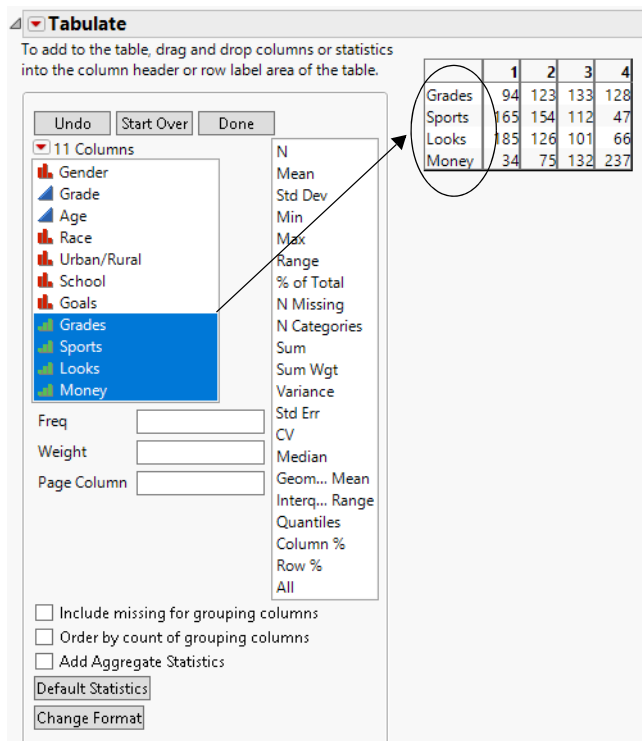 Tabulate
To add to the table, drag and drop columns or statistics
into the column header or row label area of the table.
Undo Start Over Done
11 Columns
Gender
Grade
Age
Race
Urban/Rural
School
Goals
Grades
Sports
Looks
Money
N
Mean
Std Dev
Min
Max
Range
% of Total
N Missing
N Categories
Sum
Sum Wgt
Variance
Std Err
CV
Median
Geom... Mean
Interq... Range
Quantiles
Column %
Row %
All
Freq
Weight
Page Column
Include missing for grouping columns
Order by count of grouping columns
Add Aggregate Statistics
Default Statistics
Change Format
1 2 3 4
Grades 94 123 133 128
Sports 165 154 112 47
Looks 185 126 101 66
Money 34 75 132 237